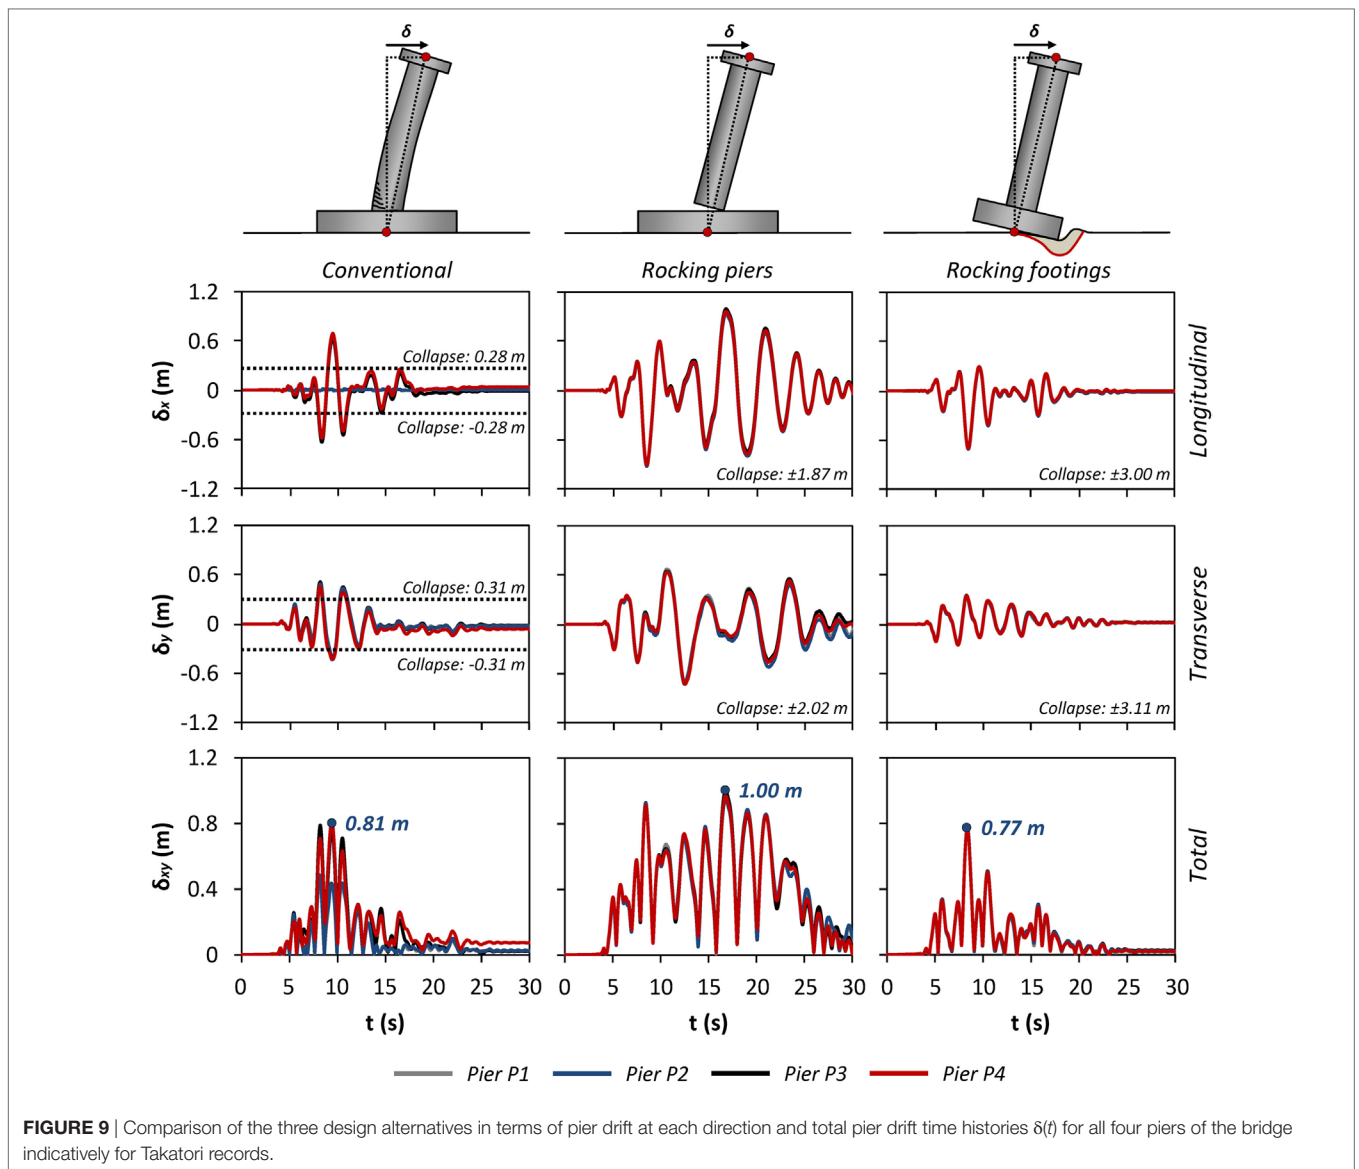 δ δ δ
Conventional Rocking piers Rocking footings
1.2
0.6
0
-0.6
-1.2
δx (m)
Collapse: 0.28 m
Collapse: -0.28 m
Collapse: ±1.87 m
Collapse: ±3.00 m
Longitudinal
1.2
0.6
0
-0.6
-1.2
δy (m)
Collapse: 0.31 m
Collapse: -0.31 m
Collapse: ±2.02 m
Collapse: ±3.11 m
Transverse
1.2
0.8
0.4
0
δxy (m)
0.81 m
1.00 m
0.77 m
Total
0 5 10 15 20 25 30 0 5 10 15 20 25 30 0 5 10 15 20 25 30
t (s) t (s) t (s)
Pier P1 Pier P2 Pier P3 Pier P4
FIGURE 9 | Comparison of the three design alternatives in terms of pier drift at each direction and total pier drift time histories δ(t) for all four piers of the bridge
indicatively for Takatori records.